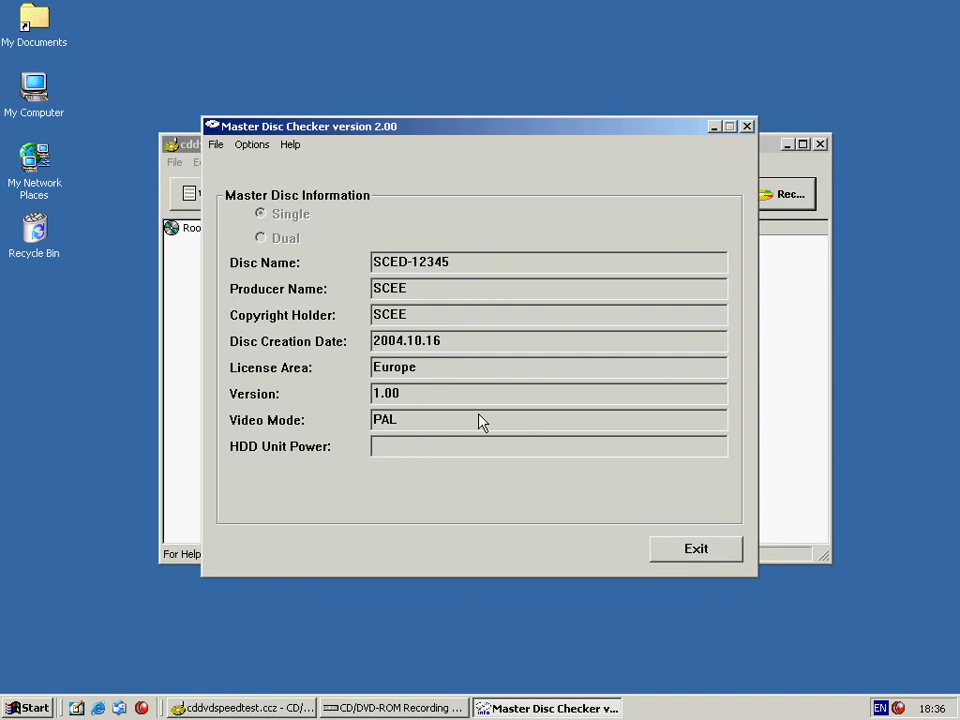 My Documents
My Computer
My Network
Places
Recycle Bin
cdd
File
Rec...
Roo
For Help
Master Disc Checker version 2.00
File Options Help
Master Disc Information
Single
Dual
Disc Name: SCED-12345
Producer Name: SCEE
Copyright Holder: SCEE
Disc Creation Date: 2004.10.16
License Area: Europe
Version: 1.00
Video Mode: PAL
HDD Unit Power:
Exit
Start
cddvdspeedtest.ccz - CD/...
CD/DVD-ROM Recording ...
Master Disc Checker v...
EN
18:36